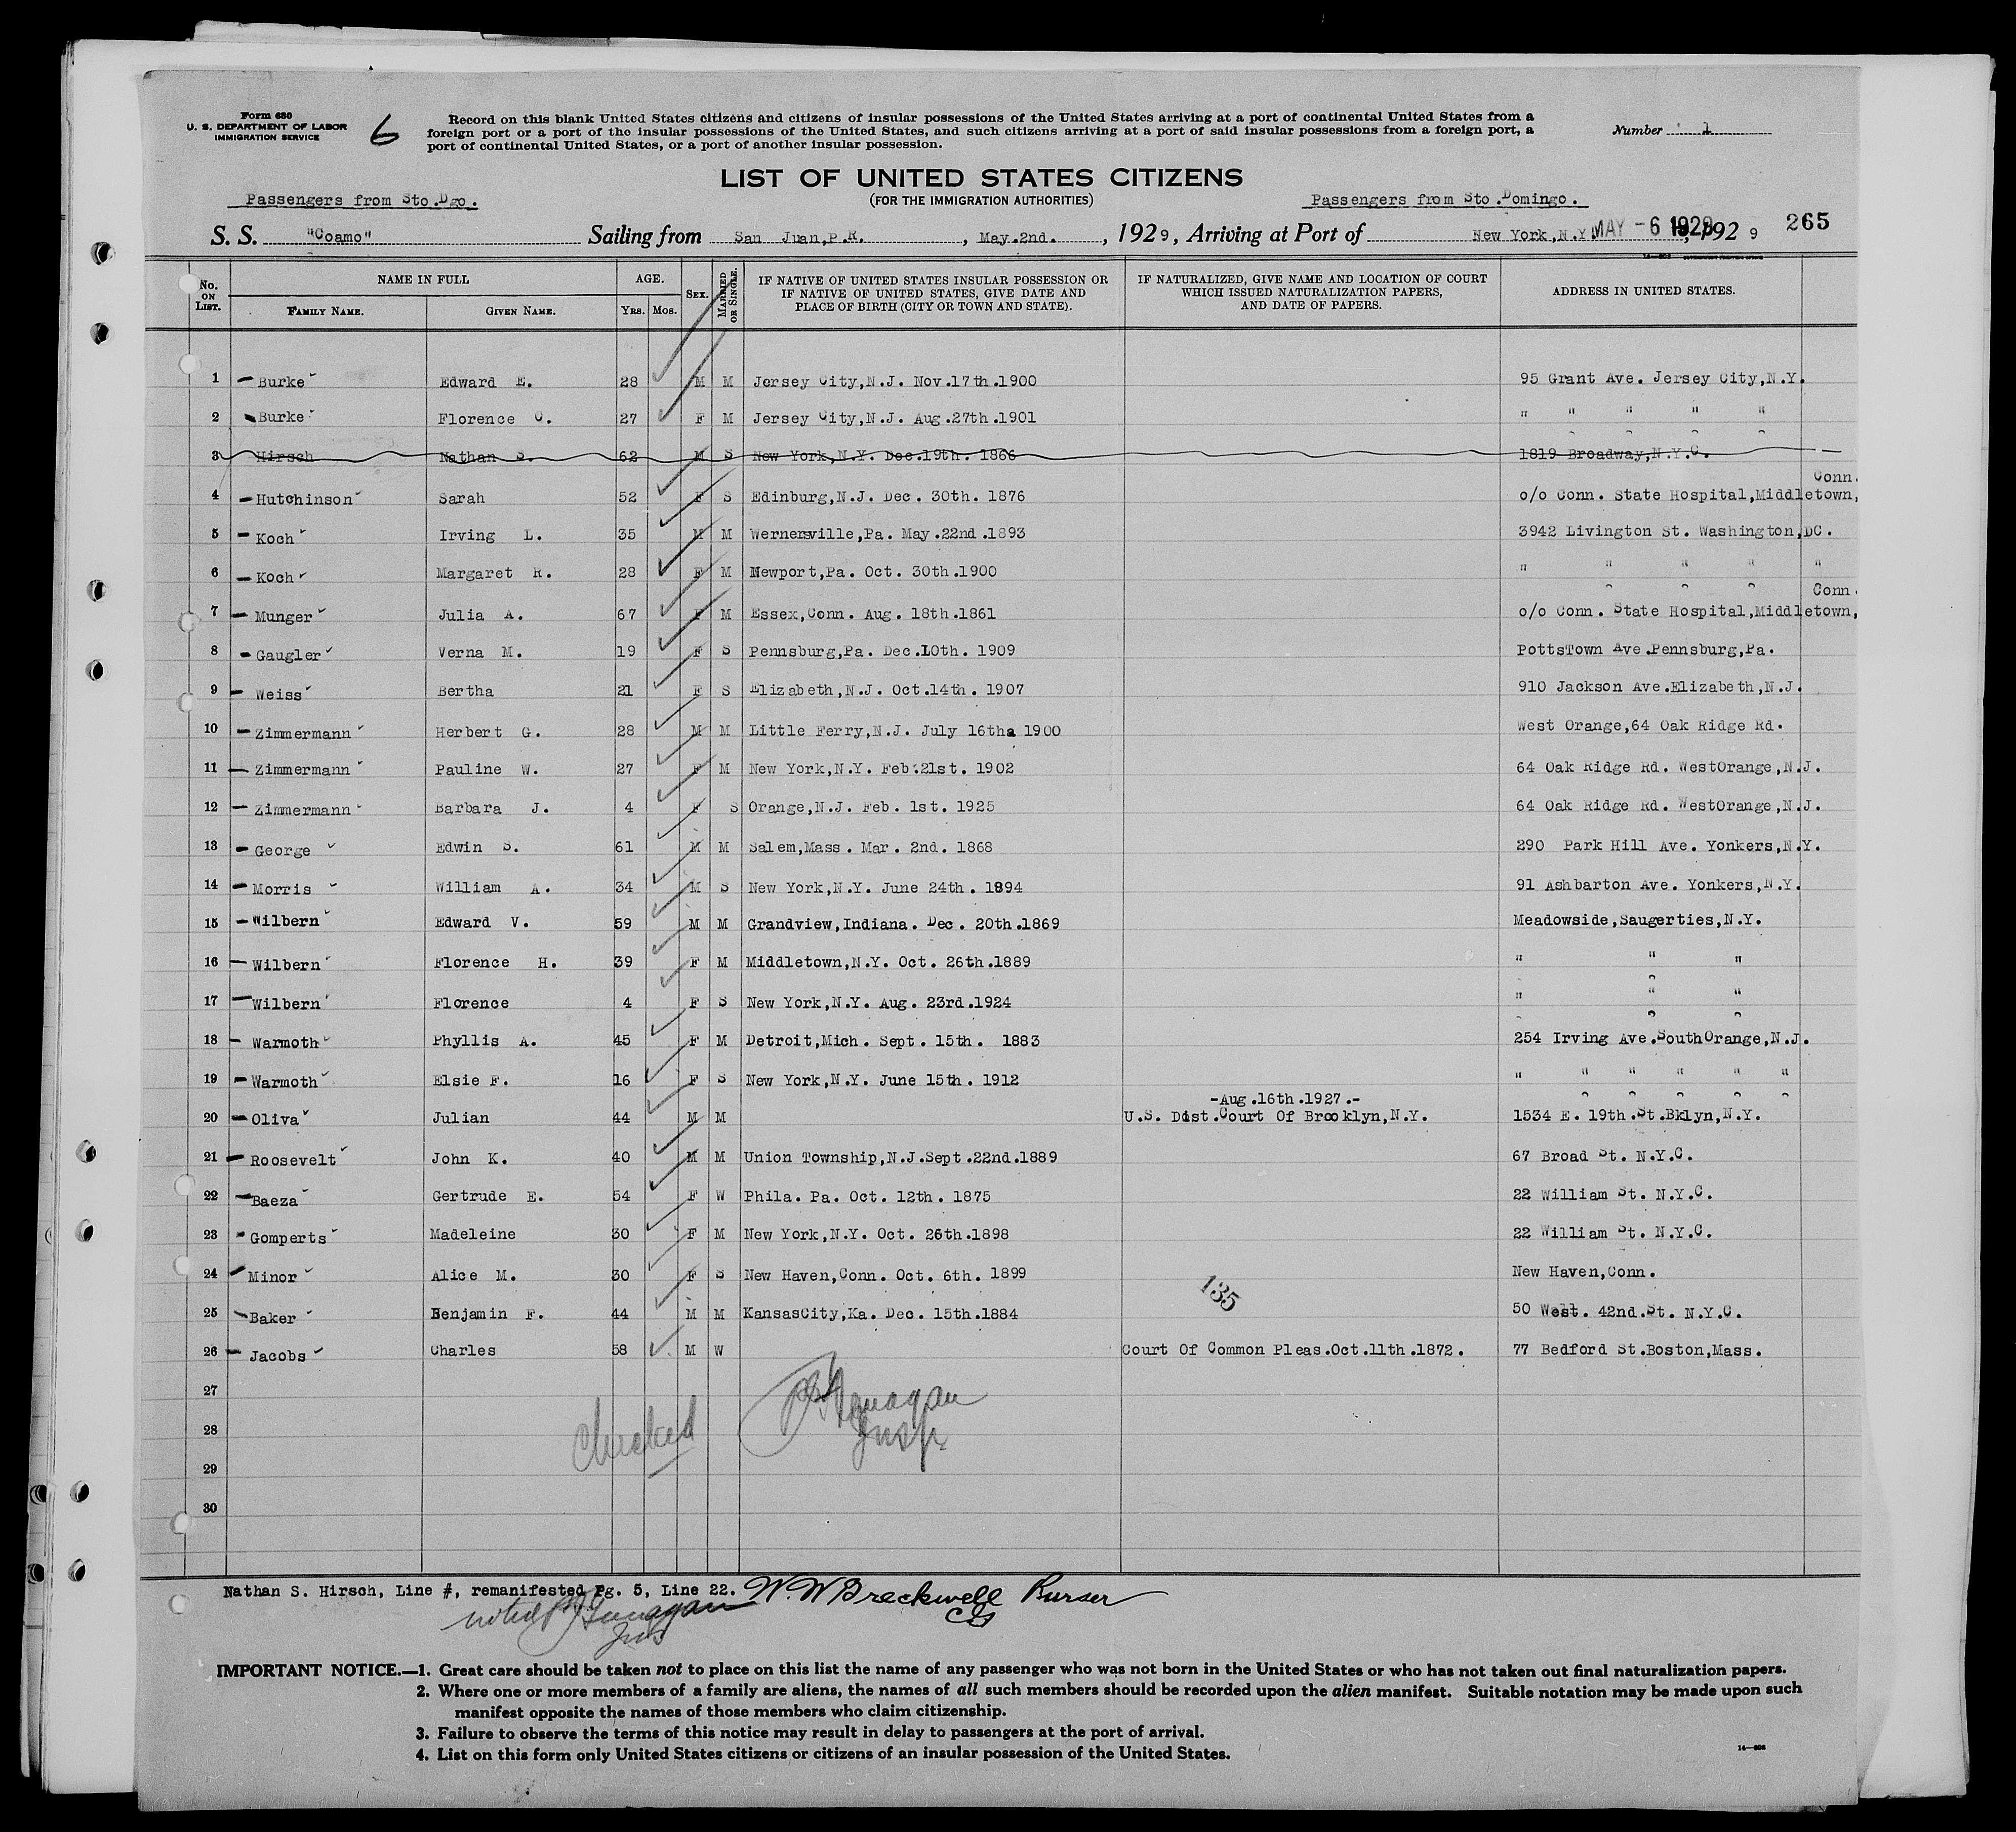 Form 630
U. S. DEPARTMENT OF LABOR
IMMIGRATION SERVICE
6
Record on this blank United States citizens and citizens of insular possessions of the United States arriving at a port of continental United States from a
foreign port or a port of the insular possessions of the United States, and such citizens arriving at a port of said insular possessions from a foreign port, a
port of continental United States, or a port of another insular possession.
Number 1
LIST OF UNITED STATES CITIZENS
Passengers from Sto.Dgo. (FOR THE IMMIGRATION AUTHORITIES) Passengers from Sto.Domingo.
S. S. "Coamo" Sailing from San Juan,P.R. , May.2nd. , 1929, Arriving at Port of New York,N.Y. MAY -6 1929, 1929 265
No. ON LIST. NAME IN FULL AGE. SEX. MARRIED OR SINGLE. IF NATIVE OF UNITED STATES INSULAR POSSESSION OR IF NATIVE OF UNITED STATES, GIVE DATE AND PLACE OF BIRTH (CITY OR TOWN AND STATE). IF NATURALIZED, GIVE NAME AND LOCATION OF COURT WHICH ISSUED NATURALIZATION PAPERS, AND DATE OF PAPERS. ADDRESS IN UNITED STATES.
FAMILY NAME. GIVEN NAME. YRS. MOS.
1 Burke Edward E. 28 M M Jersey City,N.J. Nov.17th.1900 95 Grant Ave. Jersey City,N.Y.
2 Burke Florence C. 27 F M Jersey City,N.J. Aug.27th.1901 " " " " "
3 Hirsch Nathan S. 62 M S New York,N.Y. Dec.19th. 1866 1819 Broadway,N.Y.C.
4 Hutchinson Sarah 52 F S Edinburg,N.J. Dec. 30th. 1876 c/o Conn. State Hospital,Middletown, Conn.
5 Koch Irving L. 35 M M Wernersville,Pa. May.22nd.1893 3942 Livington St. Washington,DC.
6 Koch Margaret R. 28 F M Newport,Pa. Oct. 30th.1900 " " " " "
7 Munger Julia A. 67 F M Essex,Conn. Aug. 18th.1861 c/o Conn. State Hospital,Middletown, Conn.
8 Gaugler Verna M. 19 F S Pennsburg,Pa. Dec.10th. 1909 PottsTown Ave.Pennsburg,Pa.
9 Weiss Bertha 21 F S Elizabeth,N.J. Oct.14th. 1907 910 Jackson Ave.Elizabeth,N.J.
10 Zimmermann Herbert G. 28 M M Little Ferry,N.J. July 16tha 1900 West Orange,64 Oak Ridge Rd.
11 Zimmermann Pauline W. 27 F M New York,N.Y. Feb.21st. 1902 64 Oak Ridge Rd. WestOrange,N.J.
12 Zimmermann Barbara J. 4 F S Orange,N.J. Feb. 1st. 1925 64 Oak Ridge Rd. WestOrange,N.J.
13 George Edwin S. 61 M M Salem,Mass. Mar. 2nd. 1868 290 Park Hill Ave. Yonkers,N.Y.
14 Morris William A. 34 M S New York,N.Y. June 24th. 1894 91 Ashbarton Ave. Yonkers,N.Y.
15 Wilbern Edward V. 59 M M Grandview,Indiana. Dec. 20th.1869 Meadowside,Saugerties,N.Y.
16 Wilbern Florence H. 39 F M Middletown,N.Y. Oct. 26th.1889 " " "
17 Wilbern Florence 4 F S New York,N.Y. Aug. 23rd.1924 " " "
18 Warmoth Phyllis A. 45 F M Detroit,Mich. Sept. 15th. 1883 254 Irving Ave.SouthOrange,N.J.
19 Warmoth Elsie F. 16 F S New York,N.Y. June 15th. 1912 " " " " " "
-Aug.16th.1927.-
20 Oliva Julian 44 M M U.S. Dist.Court Of Brooklyn,N.Y. 1534 E. 19th.St.Bklyn,N.Y.
21 Roosevelt John K. 40 M M Union Township,N.J.Sept.22nd.1889 67 Broad St. N.Y.C.
22 Baeza Gertrude E. 54 F W Phila. Pa. Oct. 12th. 1875 22 William St. N.Y.C.
23 Gomperts Madeleine 30 F M New York,N.Y. Oct. 26th.1898 22 William St. N.Y.C.
24 Minor Alice M. 30 F S New Haven,Conn. Oct. 6th. 1899 New Haven,Conn.
135
25 Baker Benjamin F. 44 M M KansasCity,Ka. Dec. 15th.1884 50 West. 42nd.St. N.Y.C.
26 Jacobs Charles 58 M W Court Of Common Pleas.Oct.11th.1872. 77 Bedford St.Boston,Mass.
27
28 Checked Flanagan Insp.
29
30
Nathan S. Hirsch, Line #, remanifested Pg. 5, Line 22. W. W Breckwell Purser
noted Flanagan
Ins
IMPORTANT NOTICE.—1. Great care should be taken not to place on this list the name of any passenger who was not born in the United States or who has not taken out final naturalization papers.
2. Where one or more members of a family are aliens, the names of all such members should be recorded upon the alien manifest. Suitable notation may be made upon such
manifest opposite the names of those members who claim citizenship.
3. Failure to observe the terms of this notice may result in delay to passengers at the port of arrival.
4. List on this form only United States citizens or citizens of an insular possession of the United States.